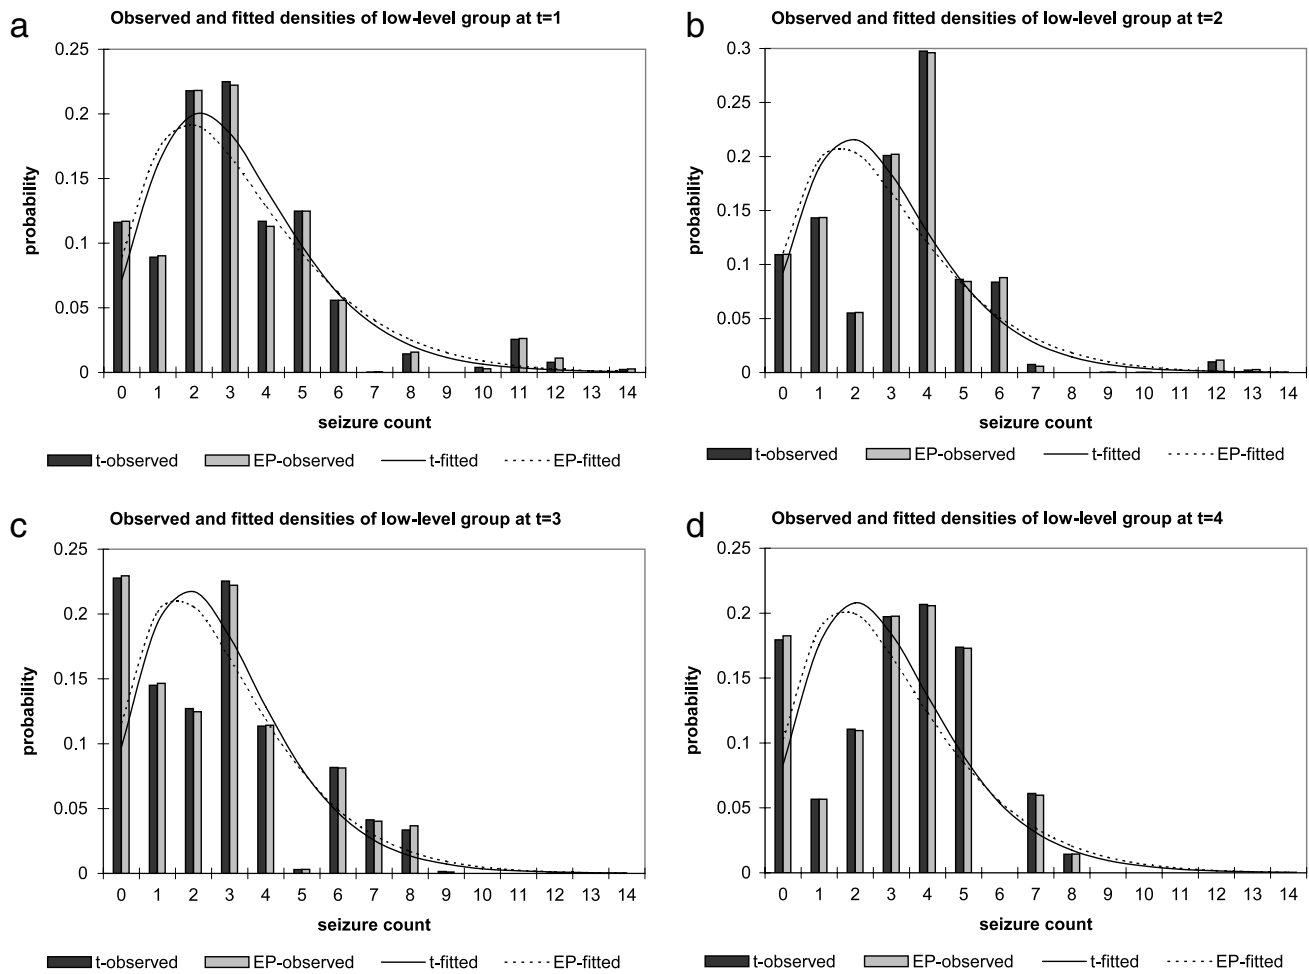 a
Observed and fitted densities of low-level group at t=1
0.25
0.2
0.15
0.1
0.05
0
probability
0 1 2 3 4 5 6 7 8 9 10 11 12 13 14
seizure count
t-observed EP-observed t-fitted EP-fitted
b
Observed and fitted densities of low-level group at t=2
0.3
0.25
0.2
0.15
0.1
0.05
0
probability
0 1 2 3 4 5 6 7 8 9 10 11 12 13 14
seizure count
t-observed EP-observed t-fitted EP-fitted
c
Observed and fitted densities of low-level group at t=3
0.25
0.2
0.15
0.1
0.05
0
probability
0 1 2 3 4 5 6 7 8 9 10 11 12 13 14
seizure count
t-observed EP-observed t-fitted EP-fitted
d
Observed and fitted densities of low-level group at t=4
0.25
0.2
0.15
0.1
0.05
0
probability
0 1 2 3 4 5 6 7 8 9 10 11 12 13 14
seizure count
t-observed EP-observed t-fitted EP-fitted